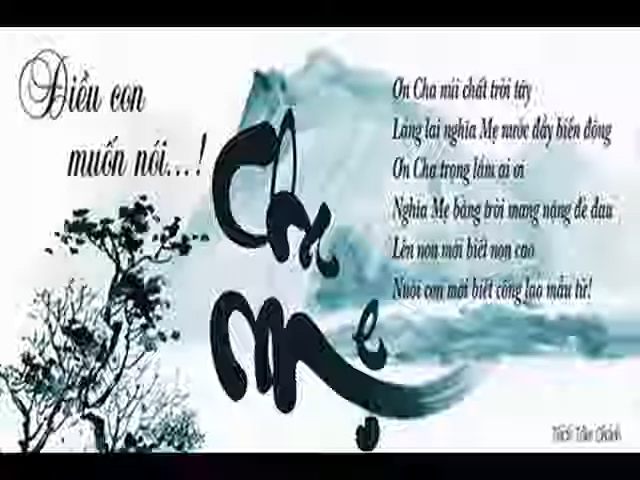 Điều con
muốn nói...!
Cha
Mẹ
Ơn Cha núi chất trời tây
Láng lai nghĩa Mẹ nước đầy biển đông
Ơn Cha trọng lắm ai ơi
Nghĩa Mẹ bằng trời mang nặng đẻ đau
Lên non mới biết non cao
Nuôi con mới biết công lao mẫu từ!